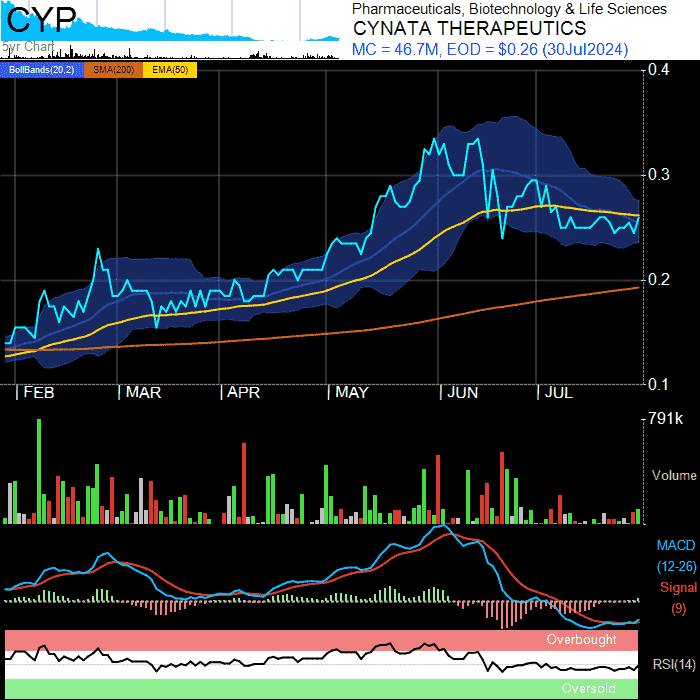 CYP
5yr Chart
Pharmaceuticals, Biotechnology & Life Sciences
CYNATA THERAPEUTICS
MC = 46.7M, EOD = $0.26 (30Jul2024)
BollBands(20,2) SMA(200) EMA(50)
0.4
0.3
0.2
0.1
FEB MAR APR MAY JUN JUL
791k
Volume
MACD
(12-26)
Signal
(9)
Overbought
RSI(14)
Oversold